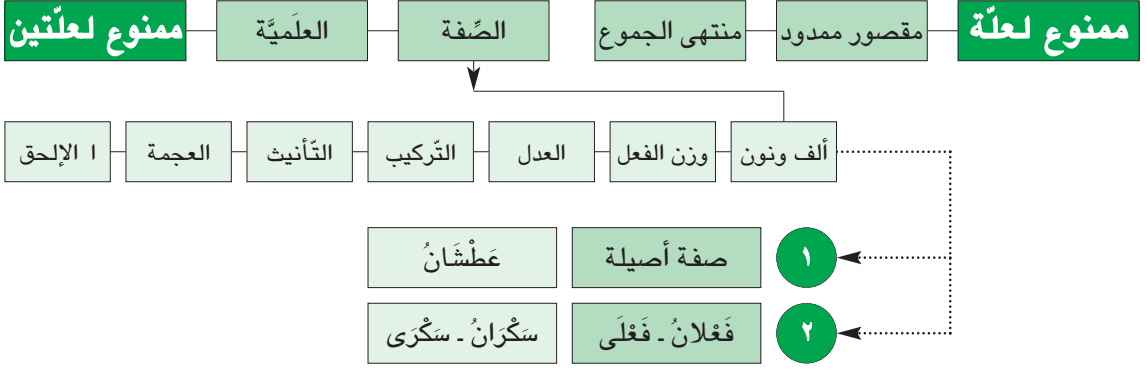 ممنوع لعلّة مقصور ممدود منتهى الجموع الصِّفة العلَميَّة ممنوع لعلّتين
ألف ونون وزن الفعل العدل التّركيب التّأنيث العجمة ا الإلحق
١ صفة أصيلة عَطْشَانُ
٢ فَعْلانُ ـ فَعْلَى سَكْرَانُ ـ سَكْرَى